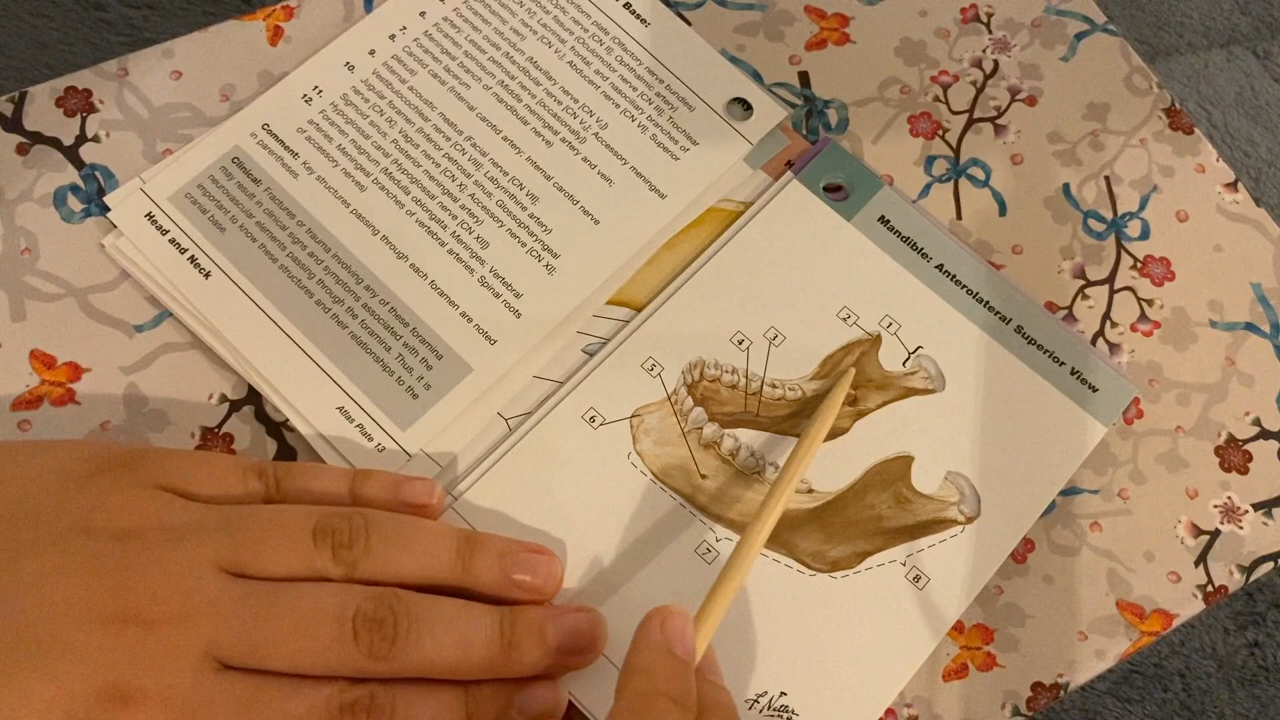 Base:
iform plate (Olfactory nerve bundles)
(Optic nerve [CN II]; Ophthalmic artery)
orbital fissure (Oculomotor nerve [CN III]; Trochlear
[CN IV]; Lacrimal, frontal, and nasociliary branches of
ophthalmic nerve [CN V₁]; Abducent nerve [CN VI]; Superior
ophthalmic vein)
Foramen rotundum (Maxillary nerve [CN V₂])
6. Foramen ovale (Mandibular nerve [CN V₃]; Accessory meningeal
artery; Lesser petrosal nerve [occasionally])
7. Foramen spinosum (Middle meningeal artery and vein;
Meningeal branch of mandibular nerve)
8. Foramen lacerum
9. Carotid canal (Internal carotid artery; Internal carotid nerve
plexus)
10. Internal acoustic meatus (Facial nerve [CN VII];
Vestibulocochlear nerve [CN VIII]; Labyrinthine artery)
11. Jugular foramen (Inferior petrosal sinus; Glossopharyngeal
nerve [CN IX]; Vagus nerve [CN X]; Accessory nerve [CN XI];
Sigmoid sinus; Posterior meningeal artery)
12. Hypoglossal canal (Hypoglossal nerve [CN XII])
Foramen magnum (Medulla oblongata; Meninges; Vertebral
arteries; Meningeal branches of vertebral arteries; Spinal roots
of accessory nerves)
Comment: Key structures passing through each foramen are noted
in parentheses.
Clinical: Fractures or trauma involving any of these foramina
may result in clinical signs and symptoms associated with the
neurovascular elements passing through the foramina. Thus, it is
important to know these structures and their relationships to the
cranial base.
Head and Neck
Atlas Plate 13
H
Mandible: Anterolateral Superior View
1
2
3
4
5
6
7
8
F. Netter
M.D.